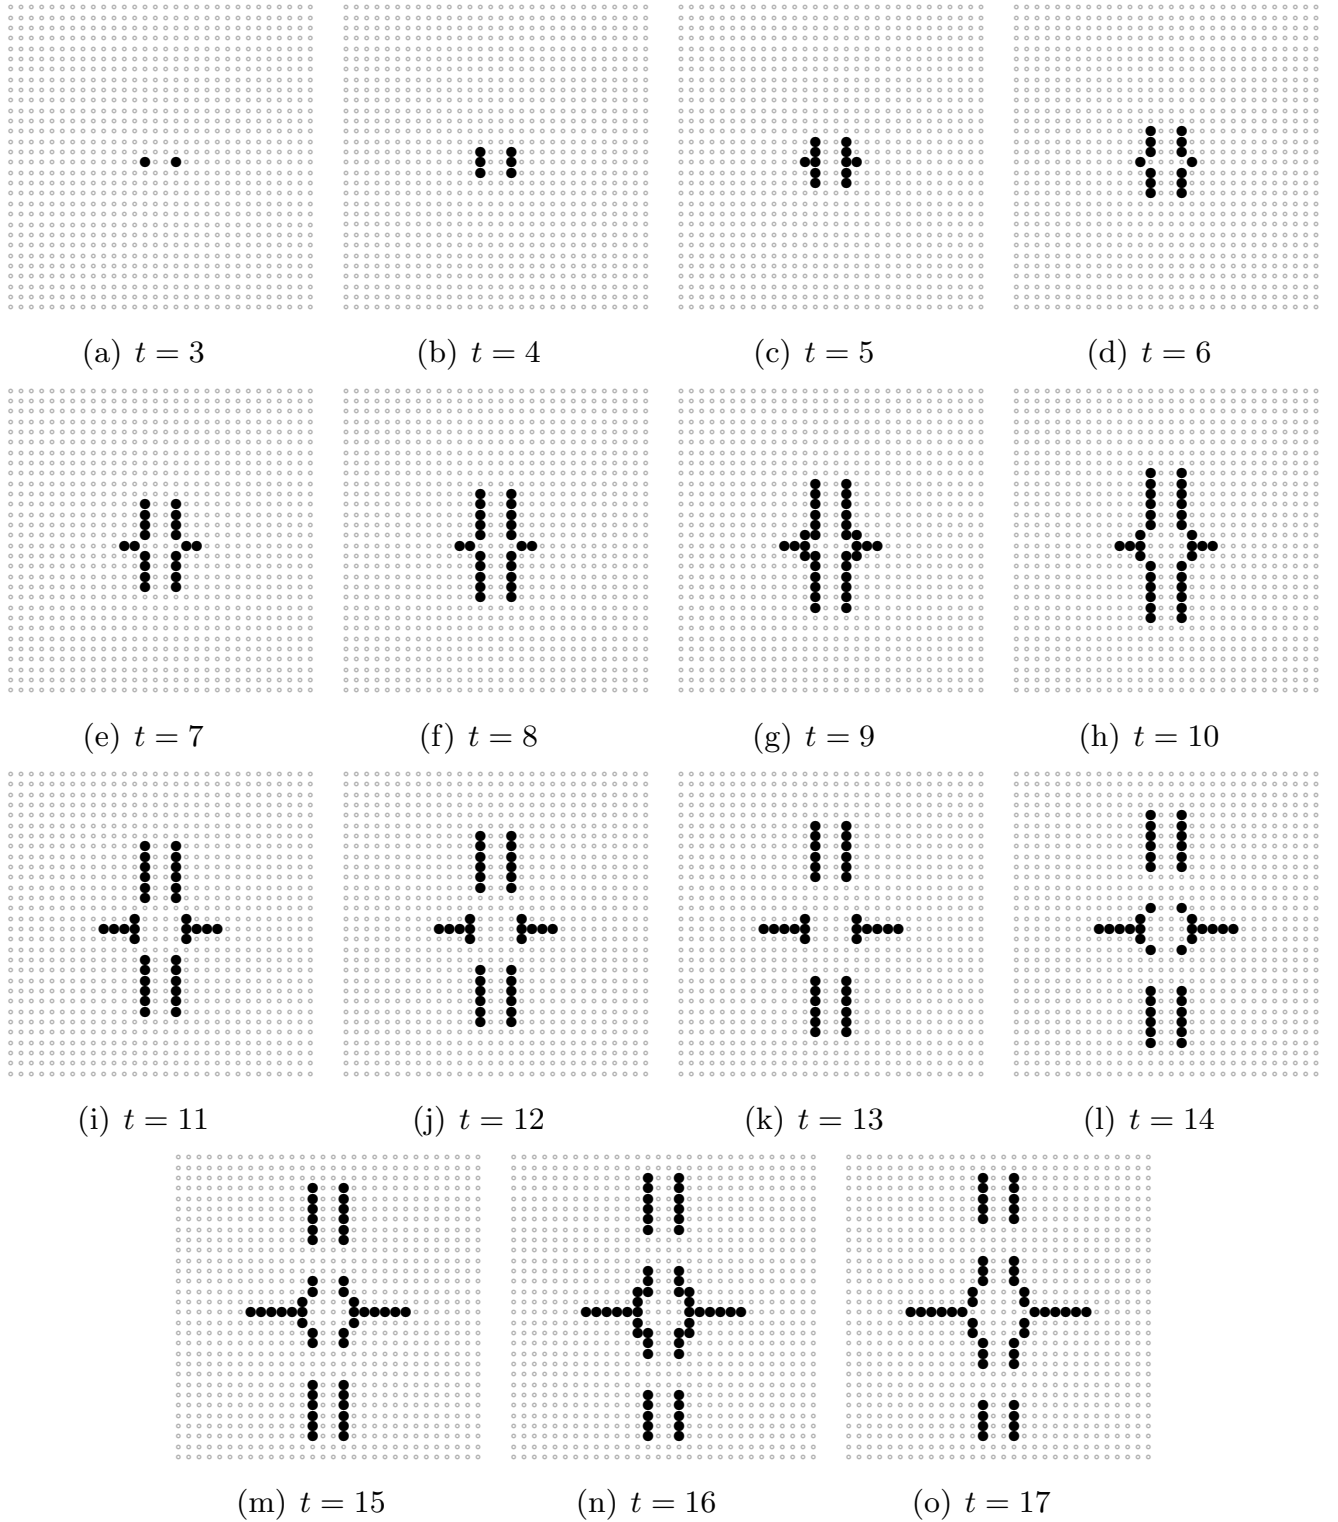 (a) t = 3 (b) t = 4 (c) t = 5 (d) t = 6
(e) t = 7 (f) t = 8 (g) t = 9 (h) t = 10
(i) t = 11 (j) t = 12 (k) t = 13 (l) t = 14
(m) t = 15 (n) t = 16 (o) t = 17